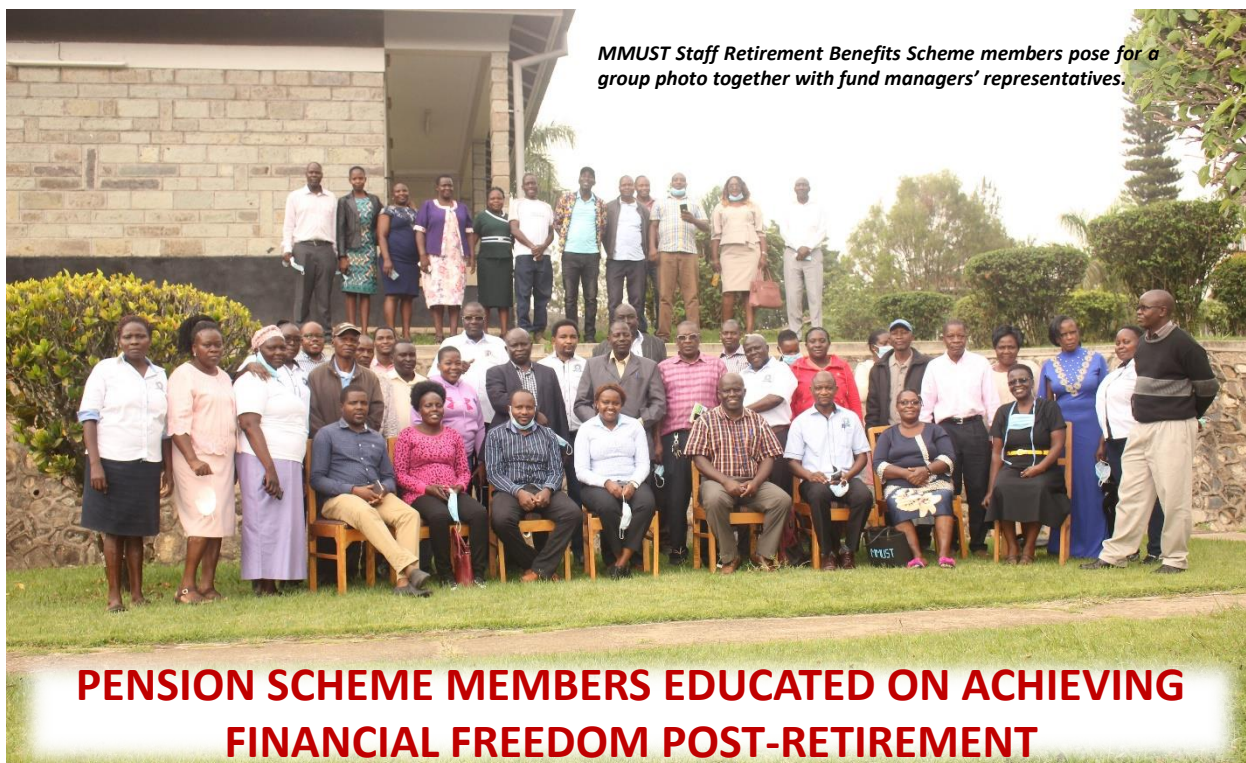 MMUST Staff Retirement Benefits Scheme members pose for a
group photo together with fund managers’ representatives.
MMUST
PENSION SCHEME MEMBERS EDUCATED ON ACHIEVING
FINANCIAL FREEDOM POST-RETIREMENT